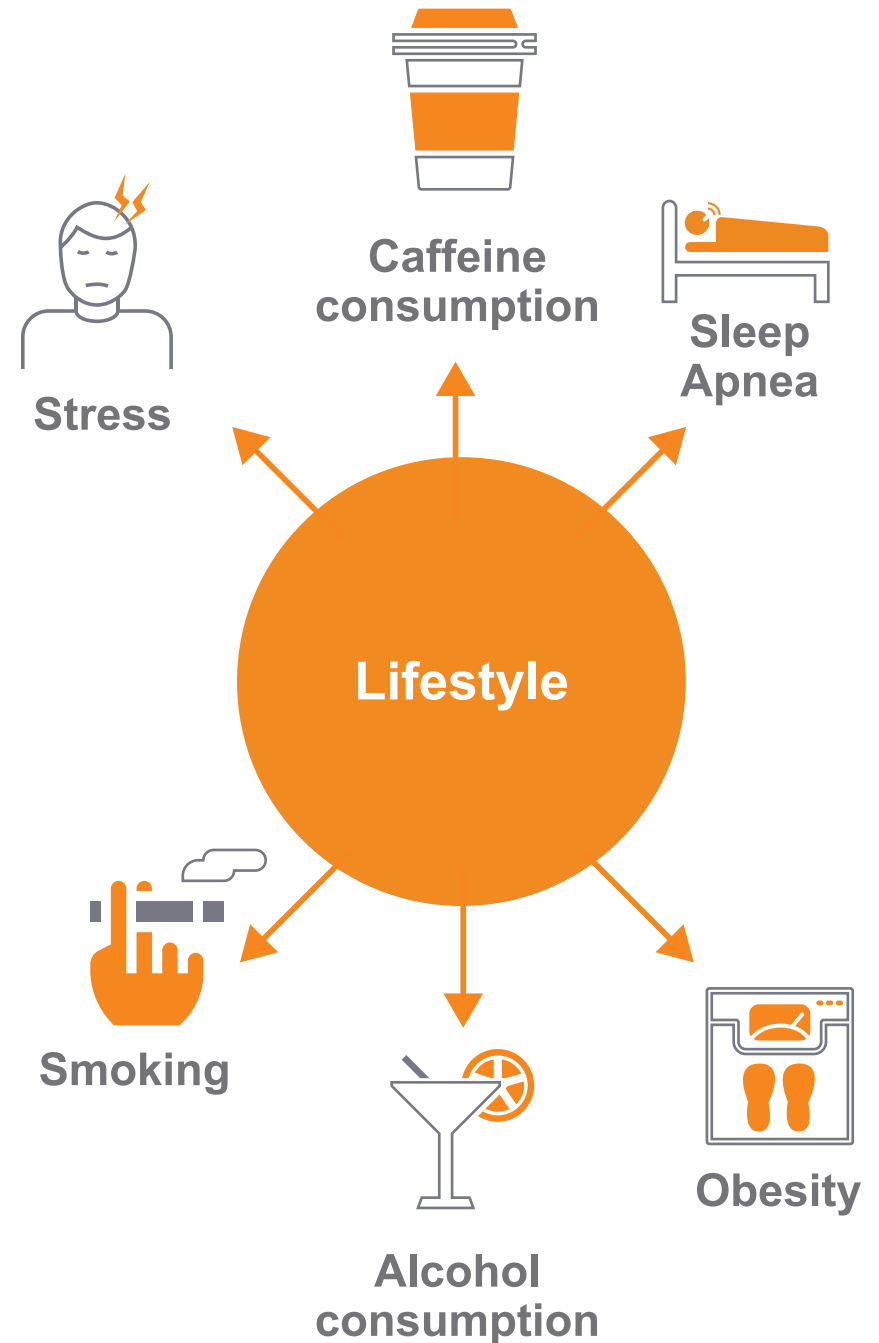 Caffeine
consumption
Sleep
Apnea
Stress
Lifestyle
Smoking
Obesity
Alcohol
consumption